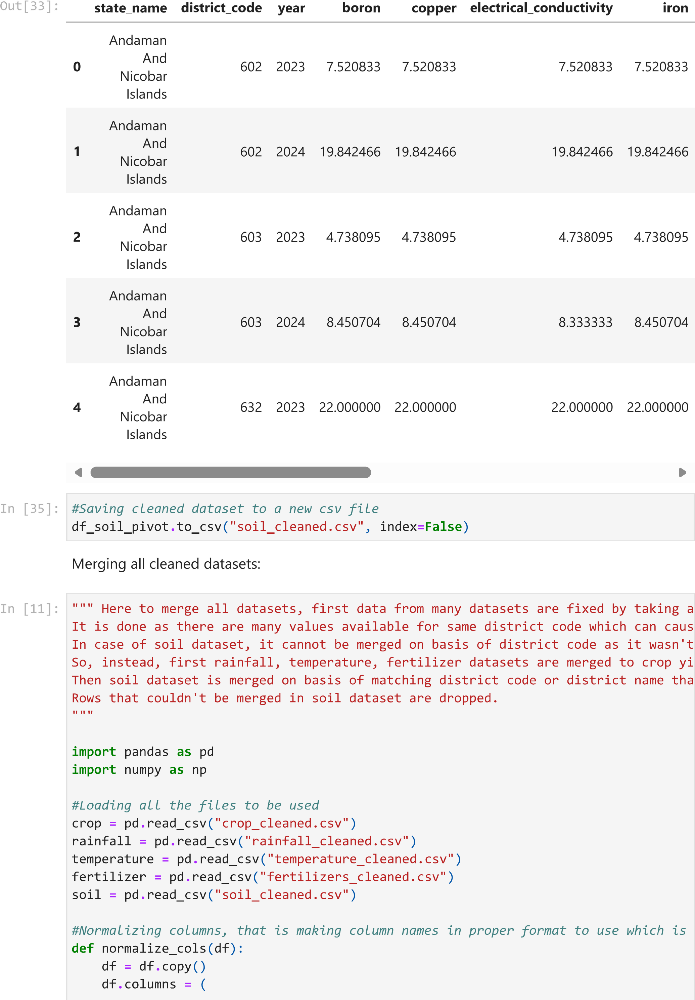 Out[33]: state_name district_code year boron copper electrical_conductivity iron
Andaman
And
0 602 2023 7.520833 7.520833 7.520833 7.520833
Nicobar
Islands
Andaman
And
1 602 2024 19.842466 19.842466 19.842466 19.842466
Nicobar
Islands
Andaman
And
2 603 2023 4.738095 4.738095 4.738095 4.738095
Nicobar
Islands
Andaman
And
3 603 2024 8.450704 8.450704 8.333333 8.450704
Nicobar
Islands
Andaman
And
4 632 2023 22.000000 22.000000 22.000000 22.000000
Nicobar
Islands
In [35]: #Saving cleaned dataset to a new csv file
df_soil_pivot.to_csv("soil_cleaned.csv", index=False)
Merging all cleaned datasets:
In [11]: """ Here to merge all datasets, first data from many datasets are fixed by taking a
It is done as there are many values available for same district code which can caus
In case of soil dataset, it cannot be merged on basis of district code as it wasn't
So, instead, first rainfall, temperature, fertilizer datasets are merged to crop yi
Then soil dataset is merged on basis of matching district code or district name tha
Rows that couldn't be merged in soil dataset are dropped.
"""
import pandas as pd
import numpy as np
#Loading all the files to be used
crop = pd.read_csv("crop_cleaned.csv")
rainfall = pd.read_csv("rainfall_cleaned.csv")
temperature = pd.read_csv("temperature_cleaned.csv")
fertilizer = pd.read_csv("fertilizers_cleaned.csv")
soil = pd.read_csv("soil_cleaned.csv")
#Normalizing columns, that is making column names in proper format to use which is
def normalize_cols(df):
    df = df.copy()
    df.columns = (